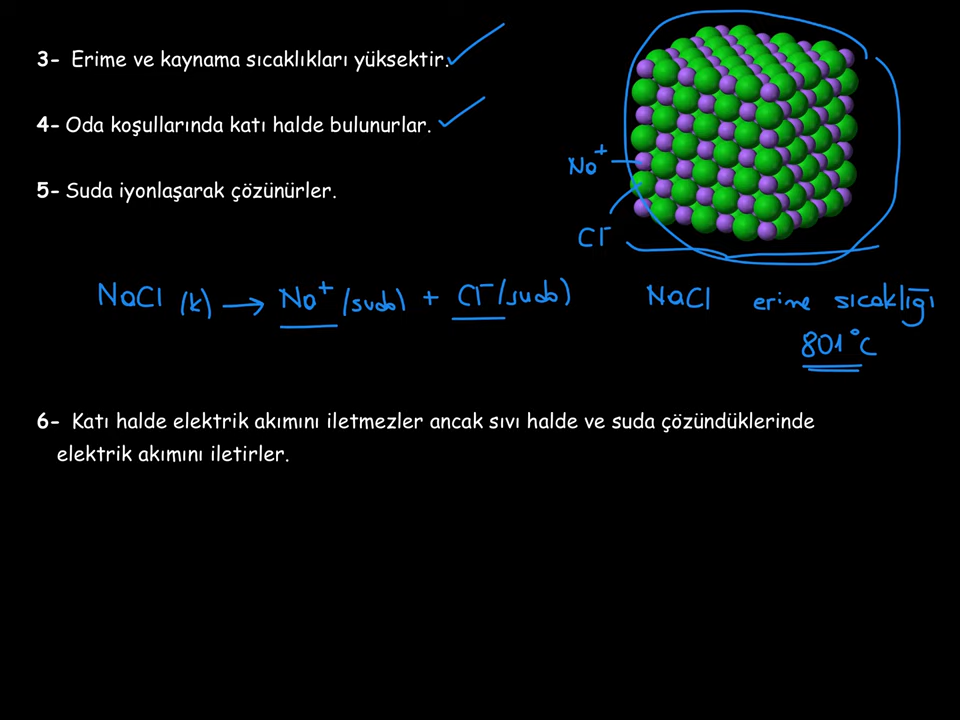 3- Erime ve kaynama sıcaklıkları yüksektir.
4- Oda koşullarında katı halde bulunurlar.
Na⁺
5- Suda iyonlaşarak çözünürler.
Cl⁻
NaCl (k) → Na⁺ (suda) + Cl⁻ (suda)
NaCl erime sıcaklığı
801°C
6- Katı halde elektrik akımını iletmezler ancak sıvı halde ve suda çözündüklerinde
elektrik akımını iletirler.